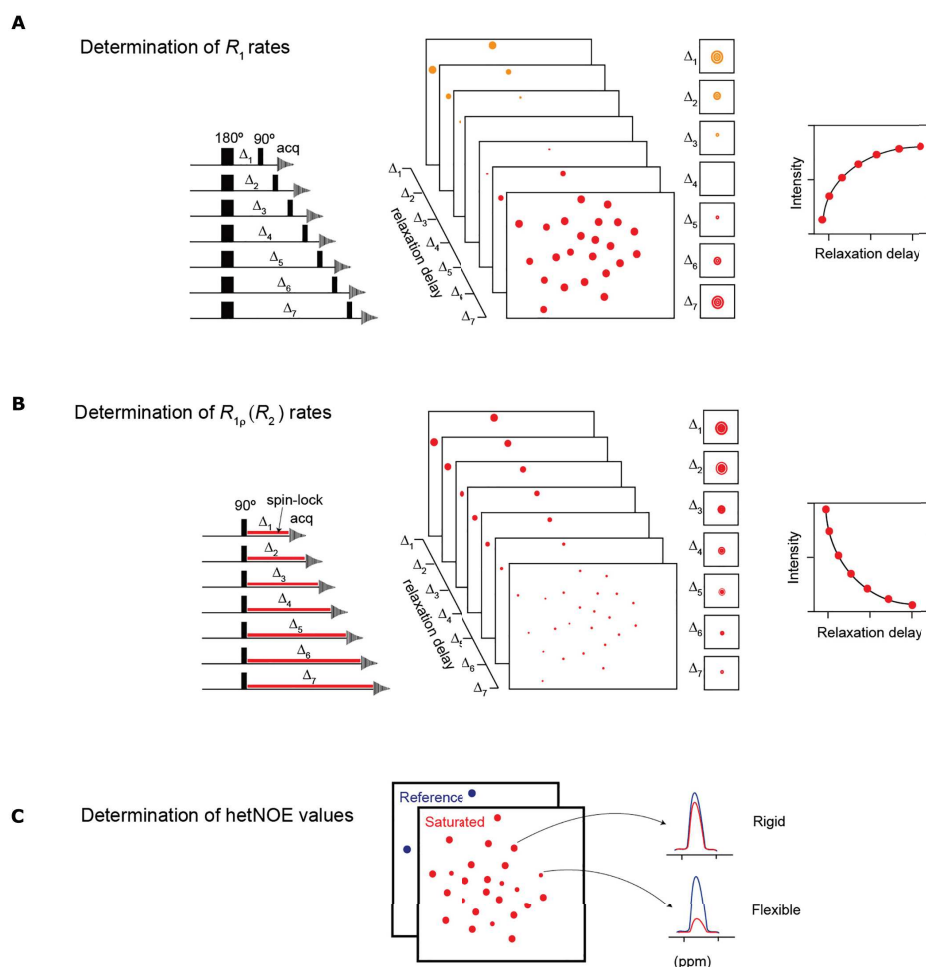 A
Determination of R₁ rates
180º 90º
Δ₁ acq
Δ₂
Δ₃
Δ₄
Δ₅
Δ₆
Δ₇
Δ₁
Δ₂
Δ₃
Δ₄
Δ₅
Δ₇
relaxation delay
Δ₁
Δ₂
Δ₃
Δ₄
Δ₅
Δ₆
Δ₇
Intensity
Relaxation delay
B
Determination of R₁ρ (R₂) rates
spin-lock
90º
Δ₁ acq
Δ₂
Δ₃
Δ₄
Δ₅
Δ₆
Δ₇
Δ₁
Δ₂
Δ₃
Δ₄
Δ₅
Δ₆
Δ₇
relaxation delay
Δ₁
Δ₂
Δ₃
Δ₄
Δ₅
Δ₆
Δ₇
Intensity
Relaxation delay
C
Determination of hetNOE values
Reference
Saturated
Rigid
Flexible
(ppm)